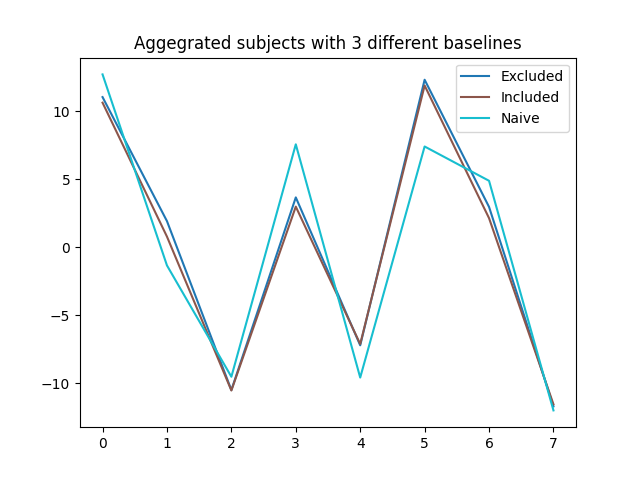 Aggegrated subjects with 3 different baselines
Excluded
Included
Naive
10
5
0
−5
−10
0 1 2 3 4 5 6 7